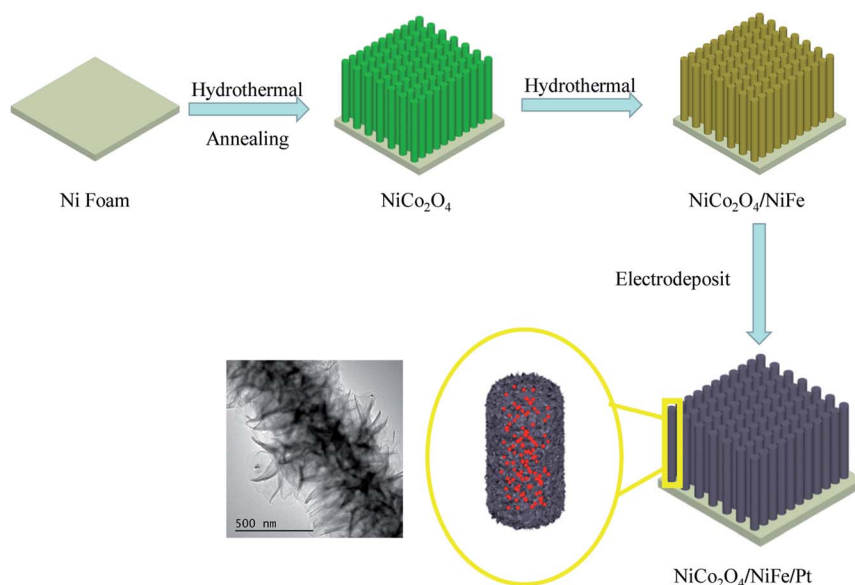 Hydrothermal
Annealing
Hydrothermal
Ni Foam
NiCo₂O₄
NiCo₂O₄/NiFe
Electrodeposit
500 nm
NiCo₂O₄/NiFe/Pt